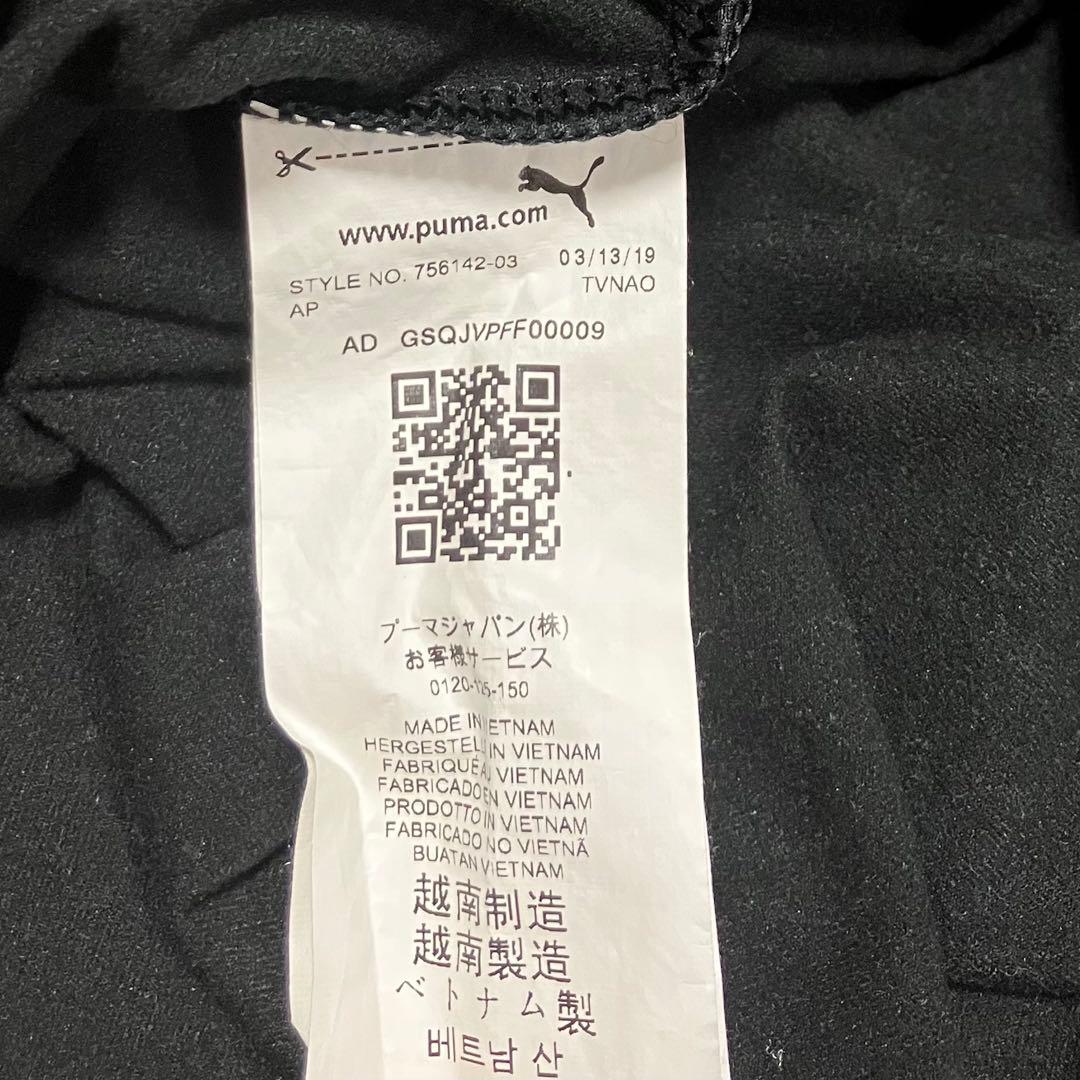 www.puma.com
STYLE NO. 756142-03 03/13/19
AP TVNAO
AD GSQJVPFF00009
プーマジャパン(株)
お客様サービス
0120-125-150
MADE IN VIETNAM
HERGESTELLT IN VIETNAM
FABRIQUÉ AU VIETNAM
FABRICADO EN VIETNAM
PRODOTTO IN VIETNAM
FABRICADO NO VIETNÃ
BUATAN VIETNAM
越南制造
越南製造
ベトナム製
베트남 산